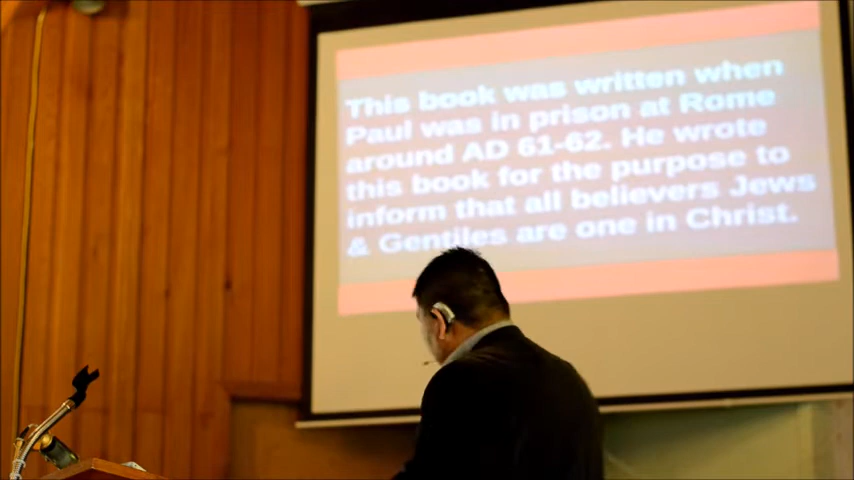 This book was written when
Paul was in prison at Rome
around AD 61-62. He wrote
this book for the purpose to
inform that all believers Jews
& Gentiles are one in Christ.